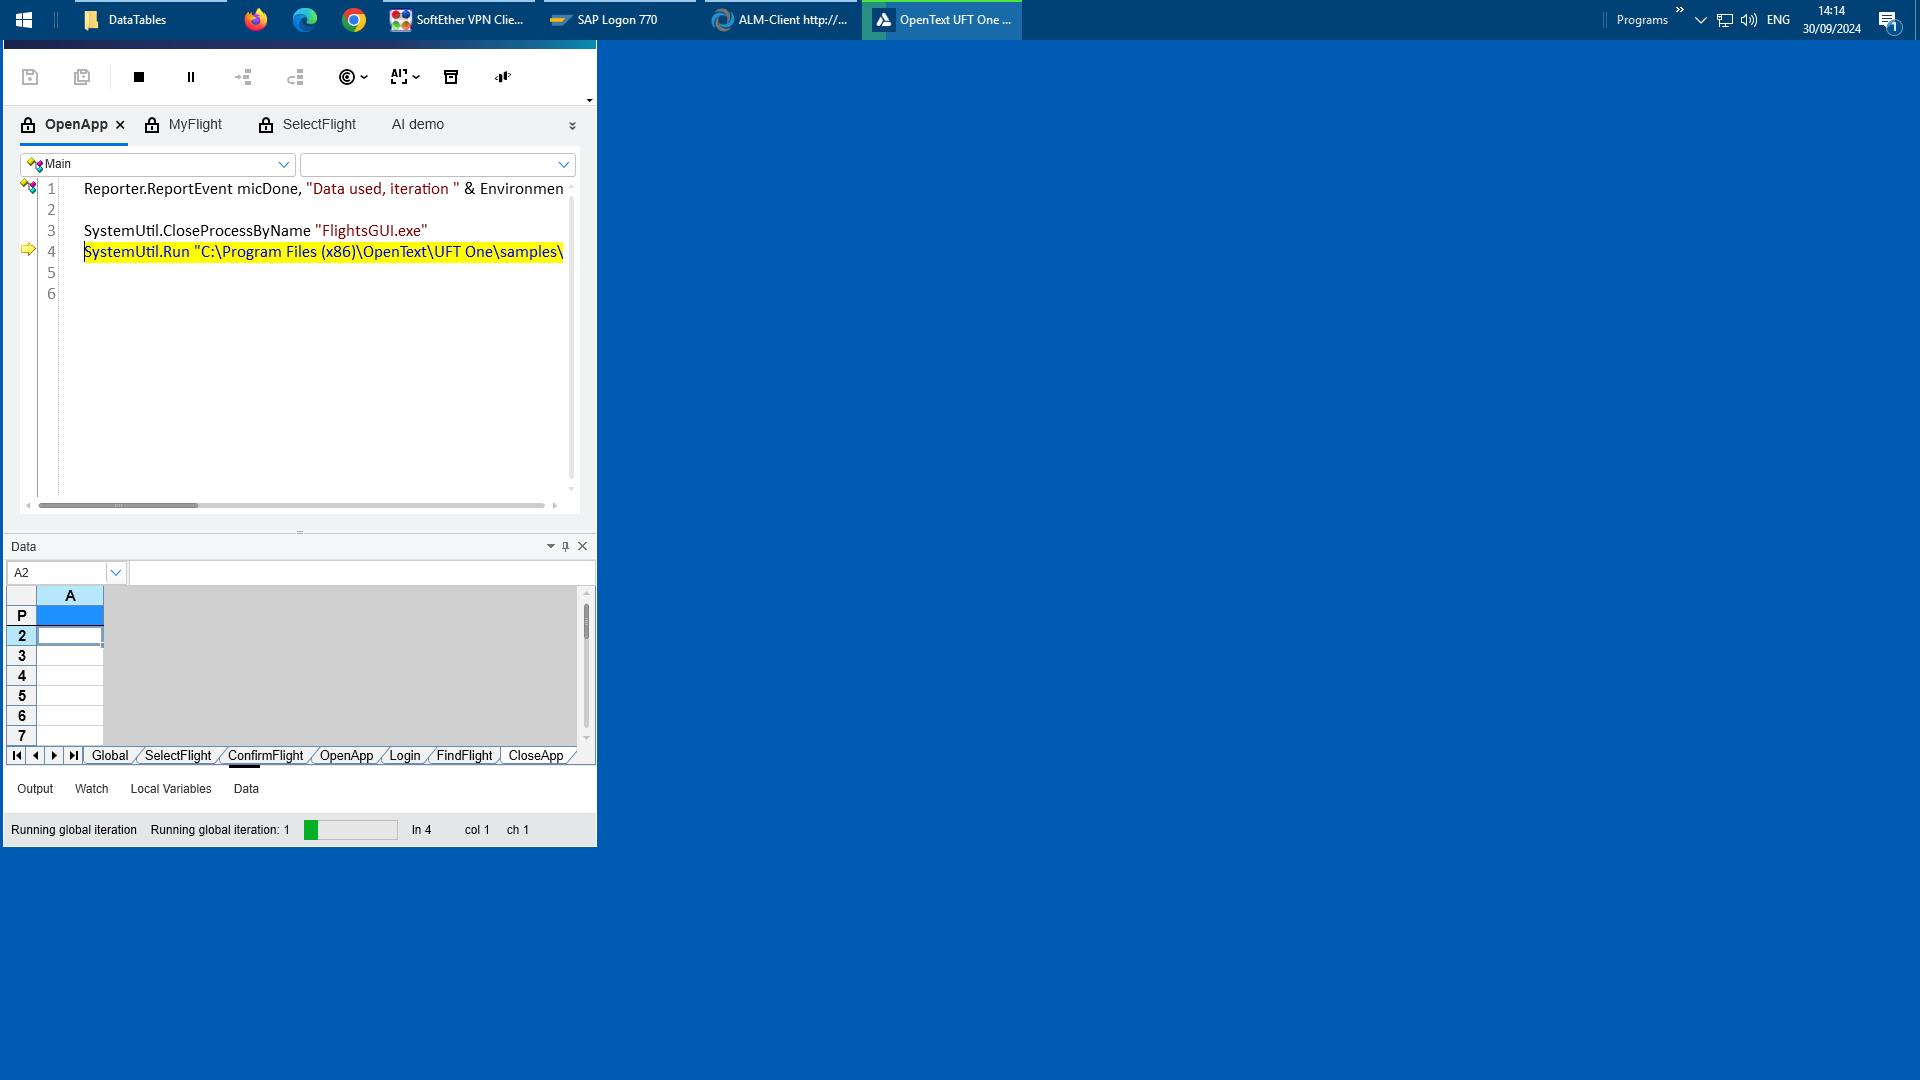 DataTables
SoftEther VPN Clie...
SAP Logon 770
ALM-Client http://...
OpenText UFT One ...
Programs
ENG
14:14
30/09/2024
1
OpenApp
MyFlight
SelectFlight
AI demo
Main
1 Reporter.ReportEvent micDone, "Data used, iteration " & Environmen
2
3 SystemUtil.CloseProcessByName "FlightsGUI.exe"
4 SystemUtil.Run "C:\Program Files (x86)\OpenText\UFT One\samples\
5
6
Data
A2
A
P
2
3
4
5
6
7
Global SelectFlight ConfirmFlight OpenApp Login FindFlight CloseApp
Output Watch Local Variables Data
Running global iteration Running global iteration: 1 ln 4 col 1 ch 1